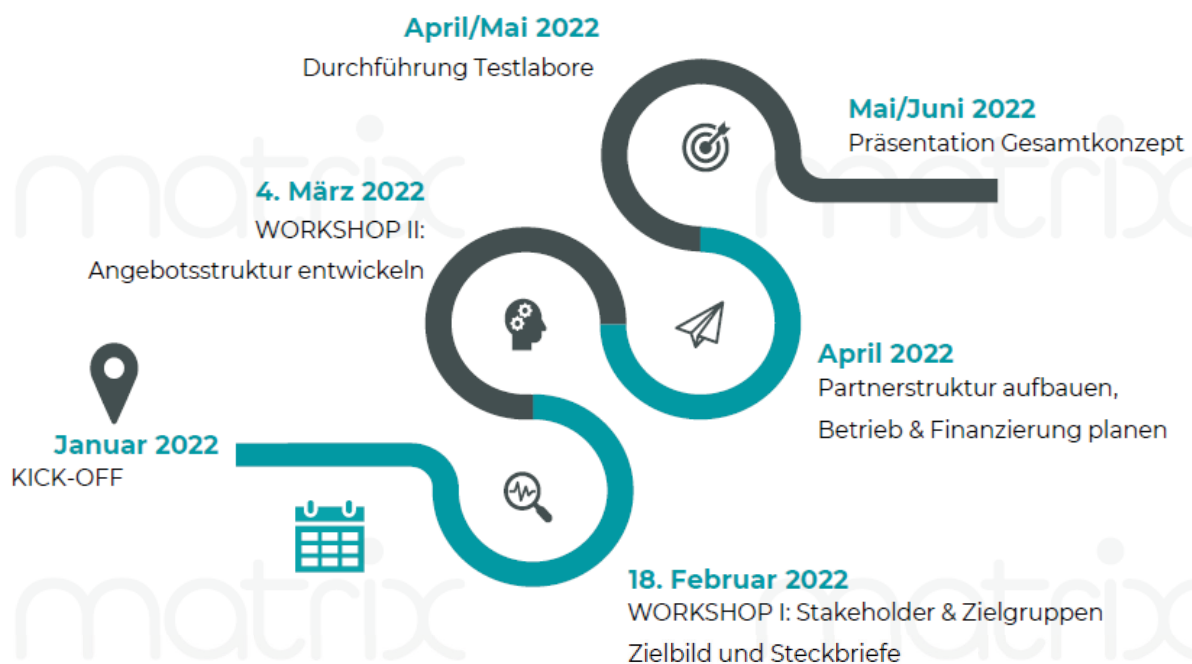 Januar 2022
KICK-OFF
18. Februar 2022
WORKSHOP I: Stakeholder & Zielgruppen
Zielbild und Steckbriefe
4. März 2022
WORKSHOP II:
Angebotsstruktur entwickeln
April 2022
Partnerstruktur aufbauen,
Betrieb & Finanzierung planen
April/Mai 2022
Durchführung Testlabore
Mai/Juni 2022
Präsentation Gesamtkonzept
matrix
matrix
matrix
matrix